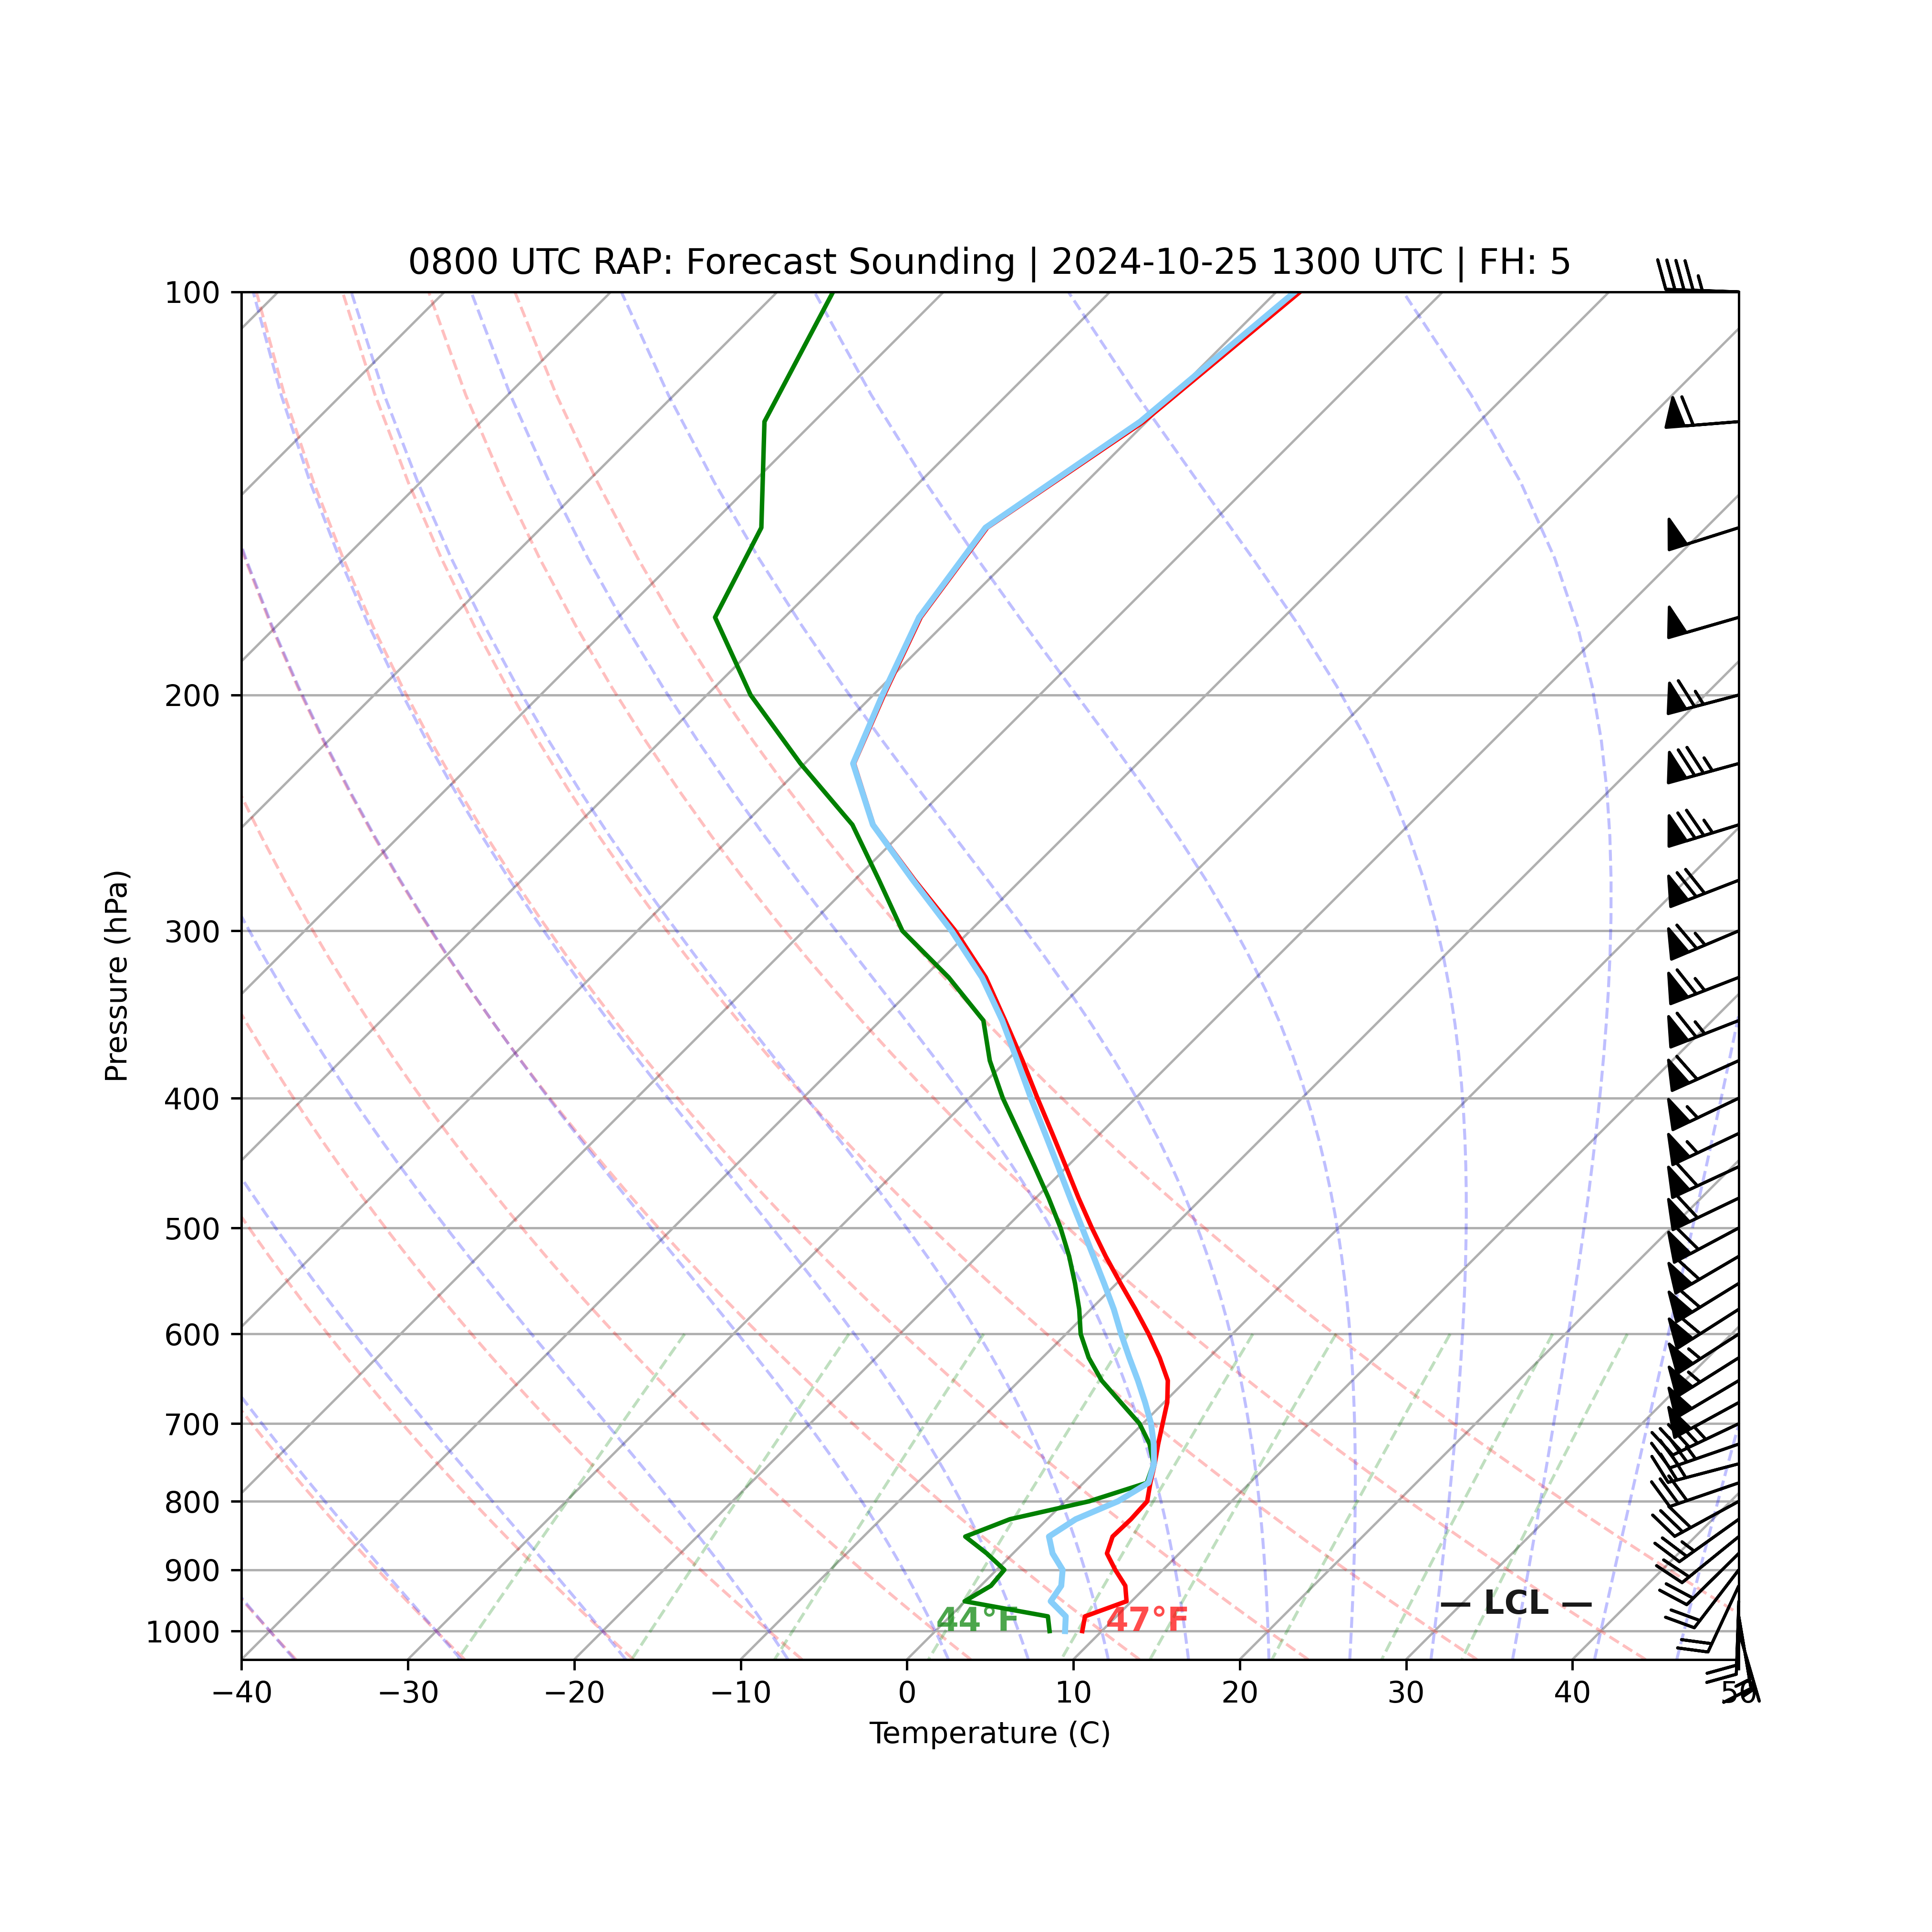 0800 UTC RAP: Forecast Sounding | 2024-10-25 1300 UTC | FH: 5
100
200
300
400
500
600
700
800
900
1000
Pressure (hPa)
44°F
47°F
— LCL —
−40 −30 −20 −10 0 10 20 30 40 50
Temperature (C)